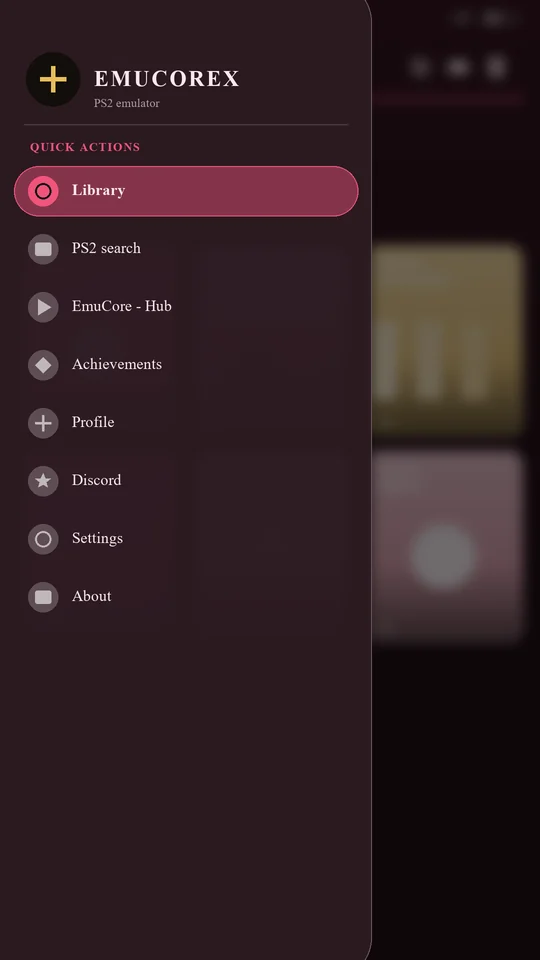 EMUCOREX
PS2 emulator
QUICK ACTIONS
Library
PS2 search
EmuCore - Hub
Achievements
Profile
Discord
Settings
About